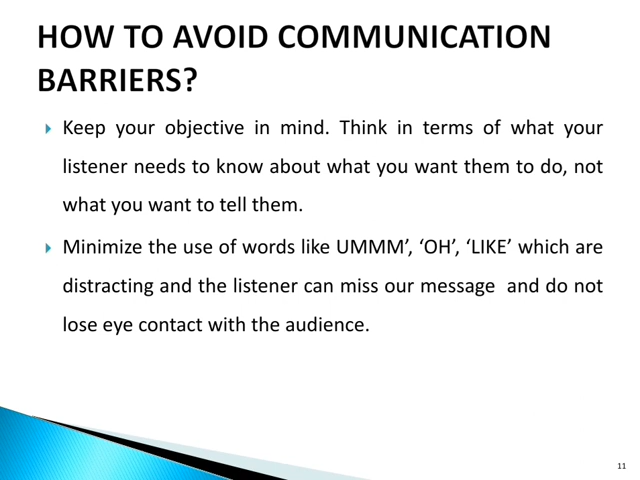 HOW TO AVOID COMMUNICATION
BARRIERS?
Keep your objective in mind. Think in terms of what your
listener needs to know about what you want them to do, not
what you want to tell them.
Minimize the use of words like UMMM’, ‘OH’, ‘LIKE’ which are
distracting and the listener can miss our message  and do not
lose eye contact with the audience.
11